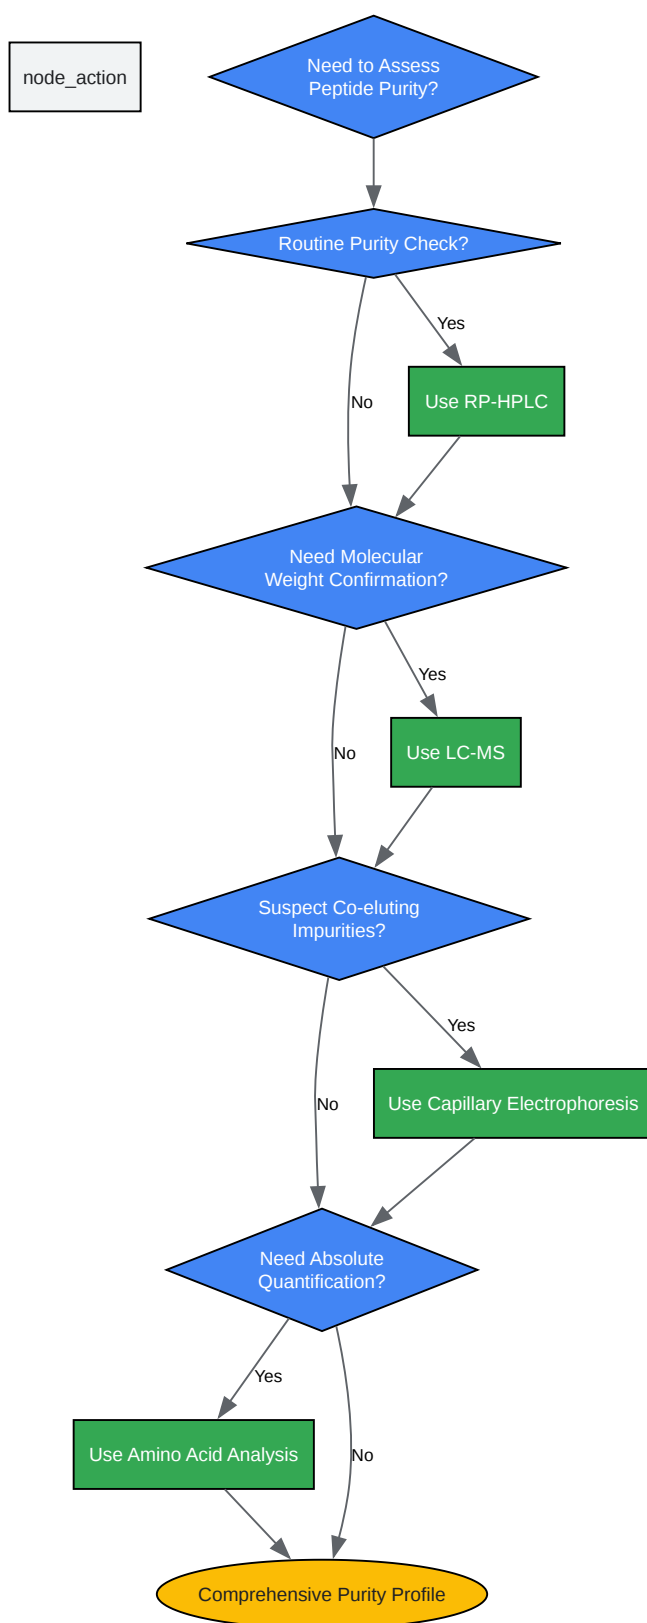 node_action
Need to Assess
Peptide Purity?
Routine Purity Check?
Yes
No
Use RP-HPLC
Need Molecular
Weight Confirmation?
Yes
No
Use LC-MS
Suspect Co-eluting
Impurities?
Yes
No
Use Capillary Electrophoresis
Need Absolute
Quantification?
Yes
No
Use Amino Acid Analysis
Comprehensive Purity Profile